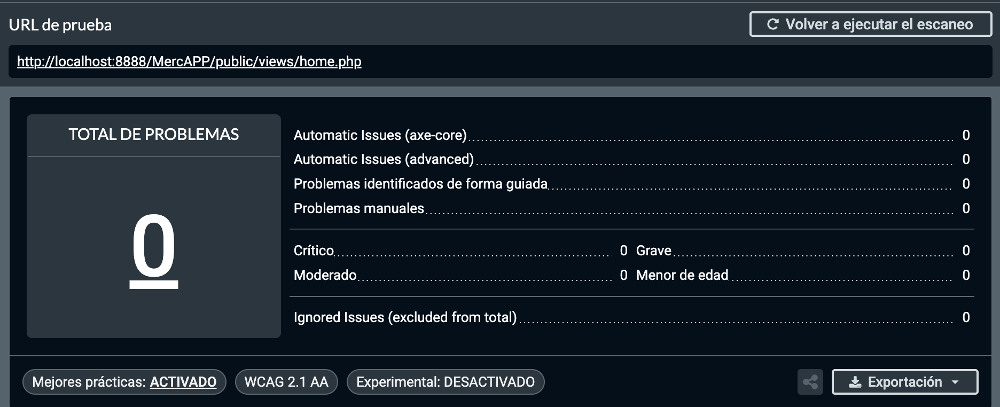 URL de prueba
Volver a ejecutar el escaneo
http://localhost:8888/MercAPP/public/views/home.php
TOTAL DE PROBLEMAS
0
Automatic Issues (axe-core) 0
Automatic Issues (advanced) 0
Problemas identificados de forma guiada 0
Problemas manuales 0
Crítico 0 Grave 0
Moderado 0 Menor de edad 0
Ignored Issues (excluded from total) 0
Mejores prácticas: ACTIVADO WCAG 2.1 AA Experimental: DESACTIVADO Exportación